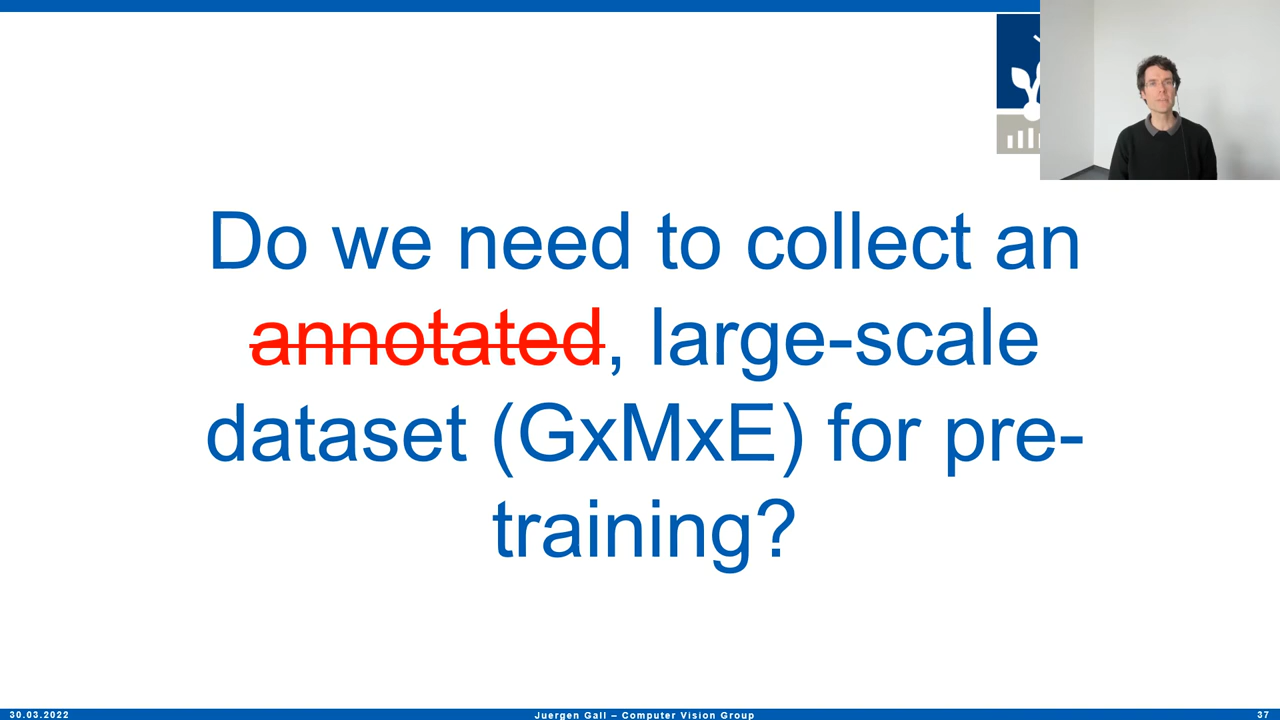 Do we need to collect an
annotated, large-scale
dataset (GxMxE) for pre-
training?
30.03.2022
Juergen Gall – Computer Vision Group
37